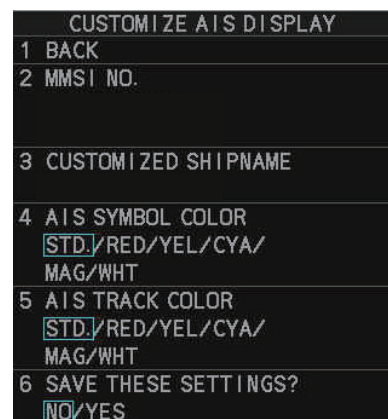 CUSTOMIZE AIS DISPLAY
1 BACK
2 MMSI NO.
3 CUSTOMIZED SHIPNAME
4 AIS SYMBOL COLOR
STD./RED/YEL/CYA/
MAG/WHT
5 AIS TRACK COLOR
STD./RED/YEL/CYA/
MAG/WHT
6 SAVE THESE SETTINGS?
NO/YES